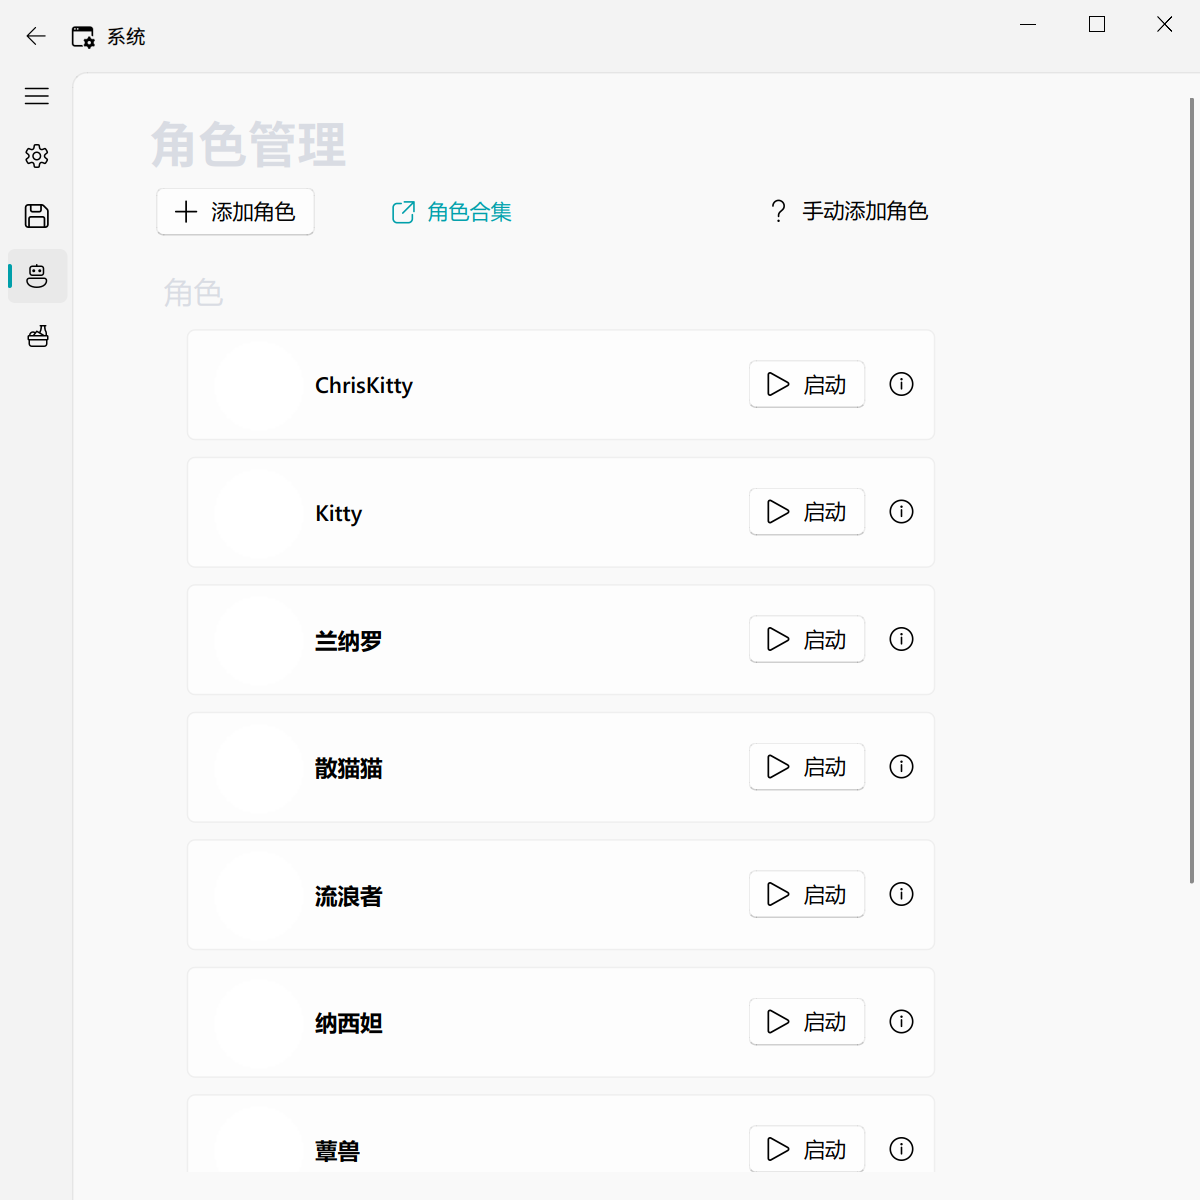 系统
角色管理
添加角色 角色合集 手动添加角色
角色
ChrisKitty 启动
Kitty 启动
兰纳罗 启动
散猫猫 启动
流浪者 启动
纳西妲 启动
蕈兽 启动